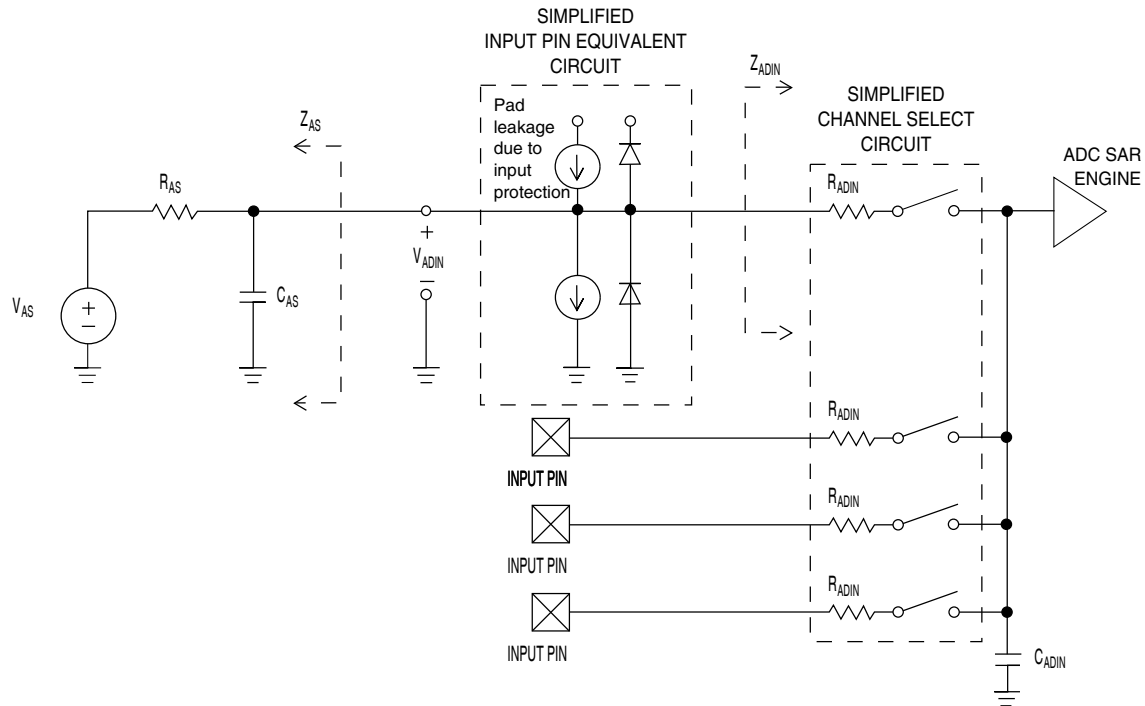 SIMPLIFIED
INPUT PIN EQUIVALENT
CIRCUIT
Pad
leakage
due to
input
protection
Z_ADIN
SIMPLIFIED
CHANNEL SELECT
CIRCUIT
ADC SAR
ENGINE
Z_AS
R_AS
R_ADIN
+
V_ADIN
–
C_AS
V_AS
+
–
R_ADIN
INPUT PIN
R_ADIN
INPUT PIN
R_ADIN
INPUT PIN
C_ADIN